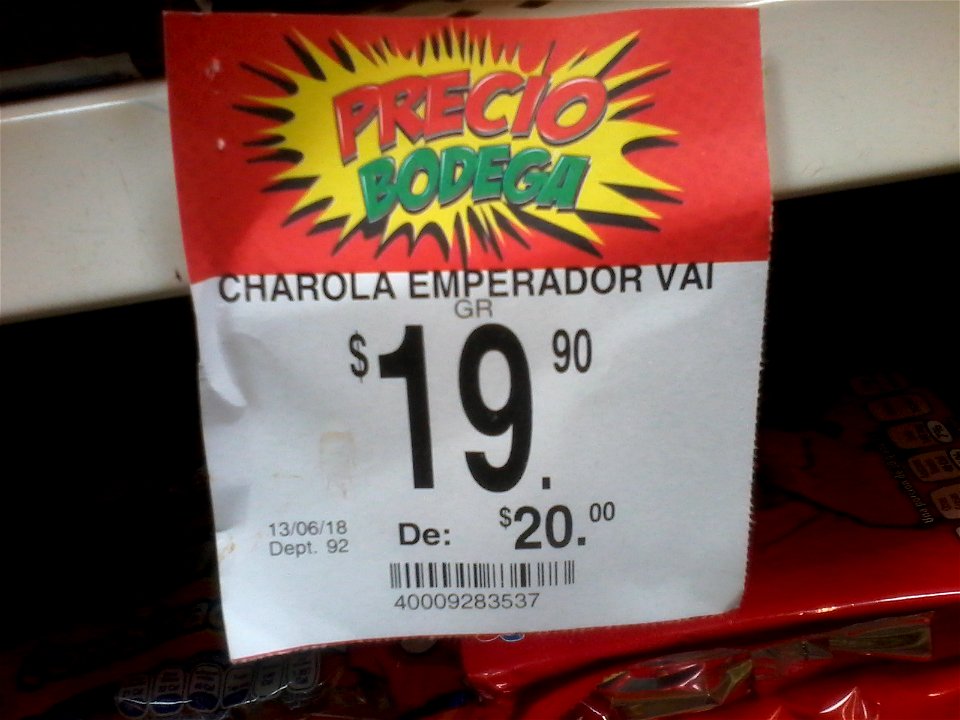 PRECIO
BODEGA
CHAROLA EMPERADOR VAI
GR
$19.90
13/06/18
Dept. 92
De: $20.00
40009283537